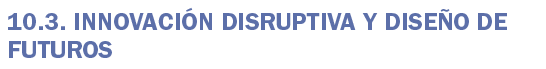 10.3. INNOVACIÓN DISRUPTIVA Y DISEÑO DE
FUTUROS